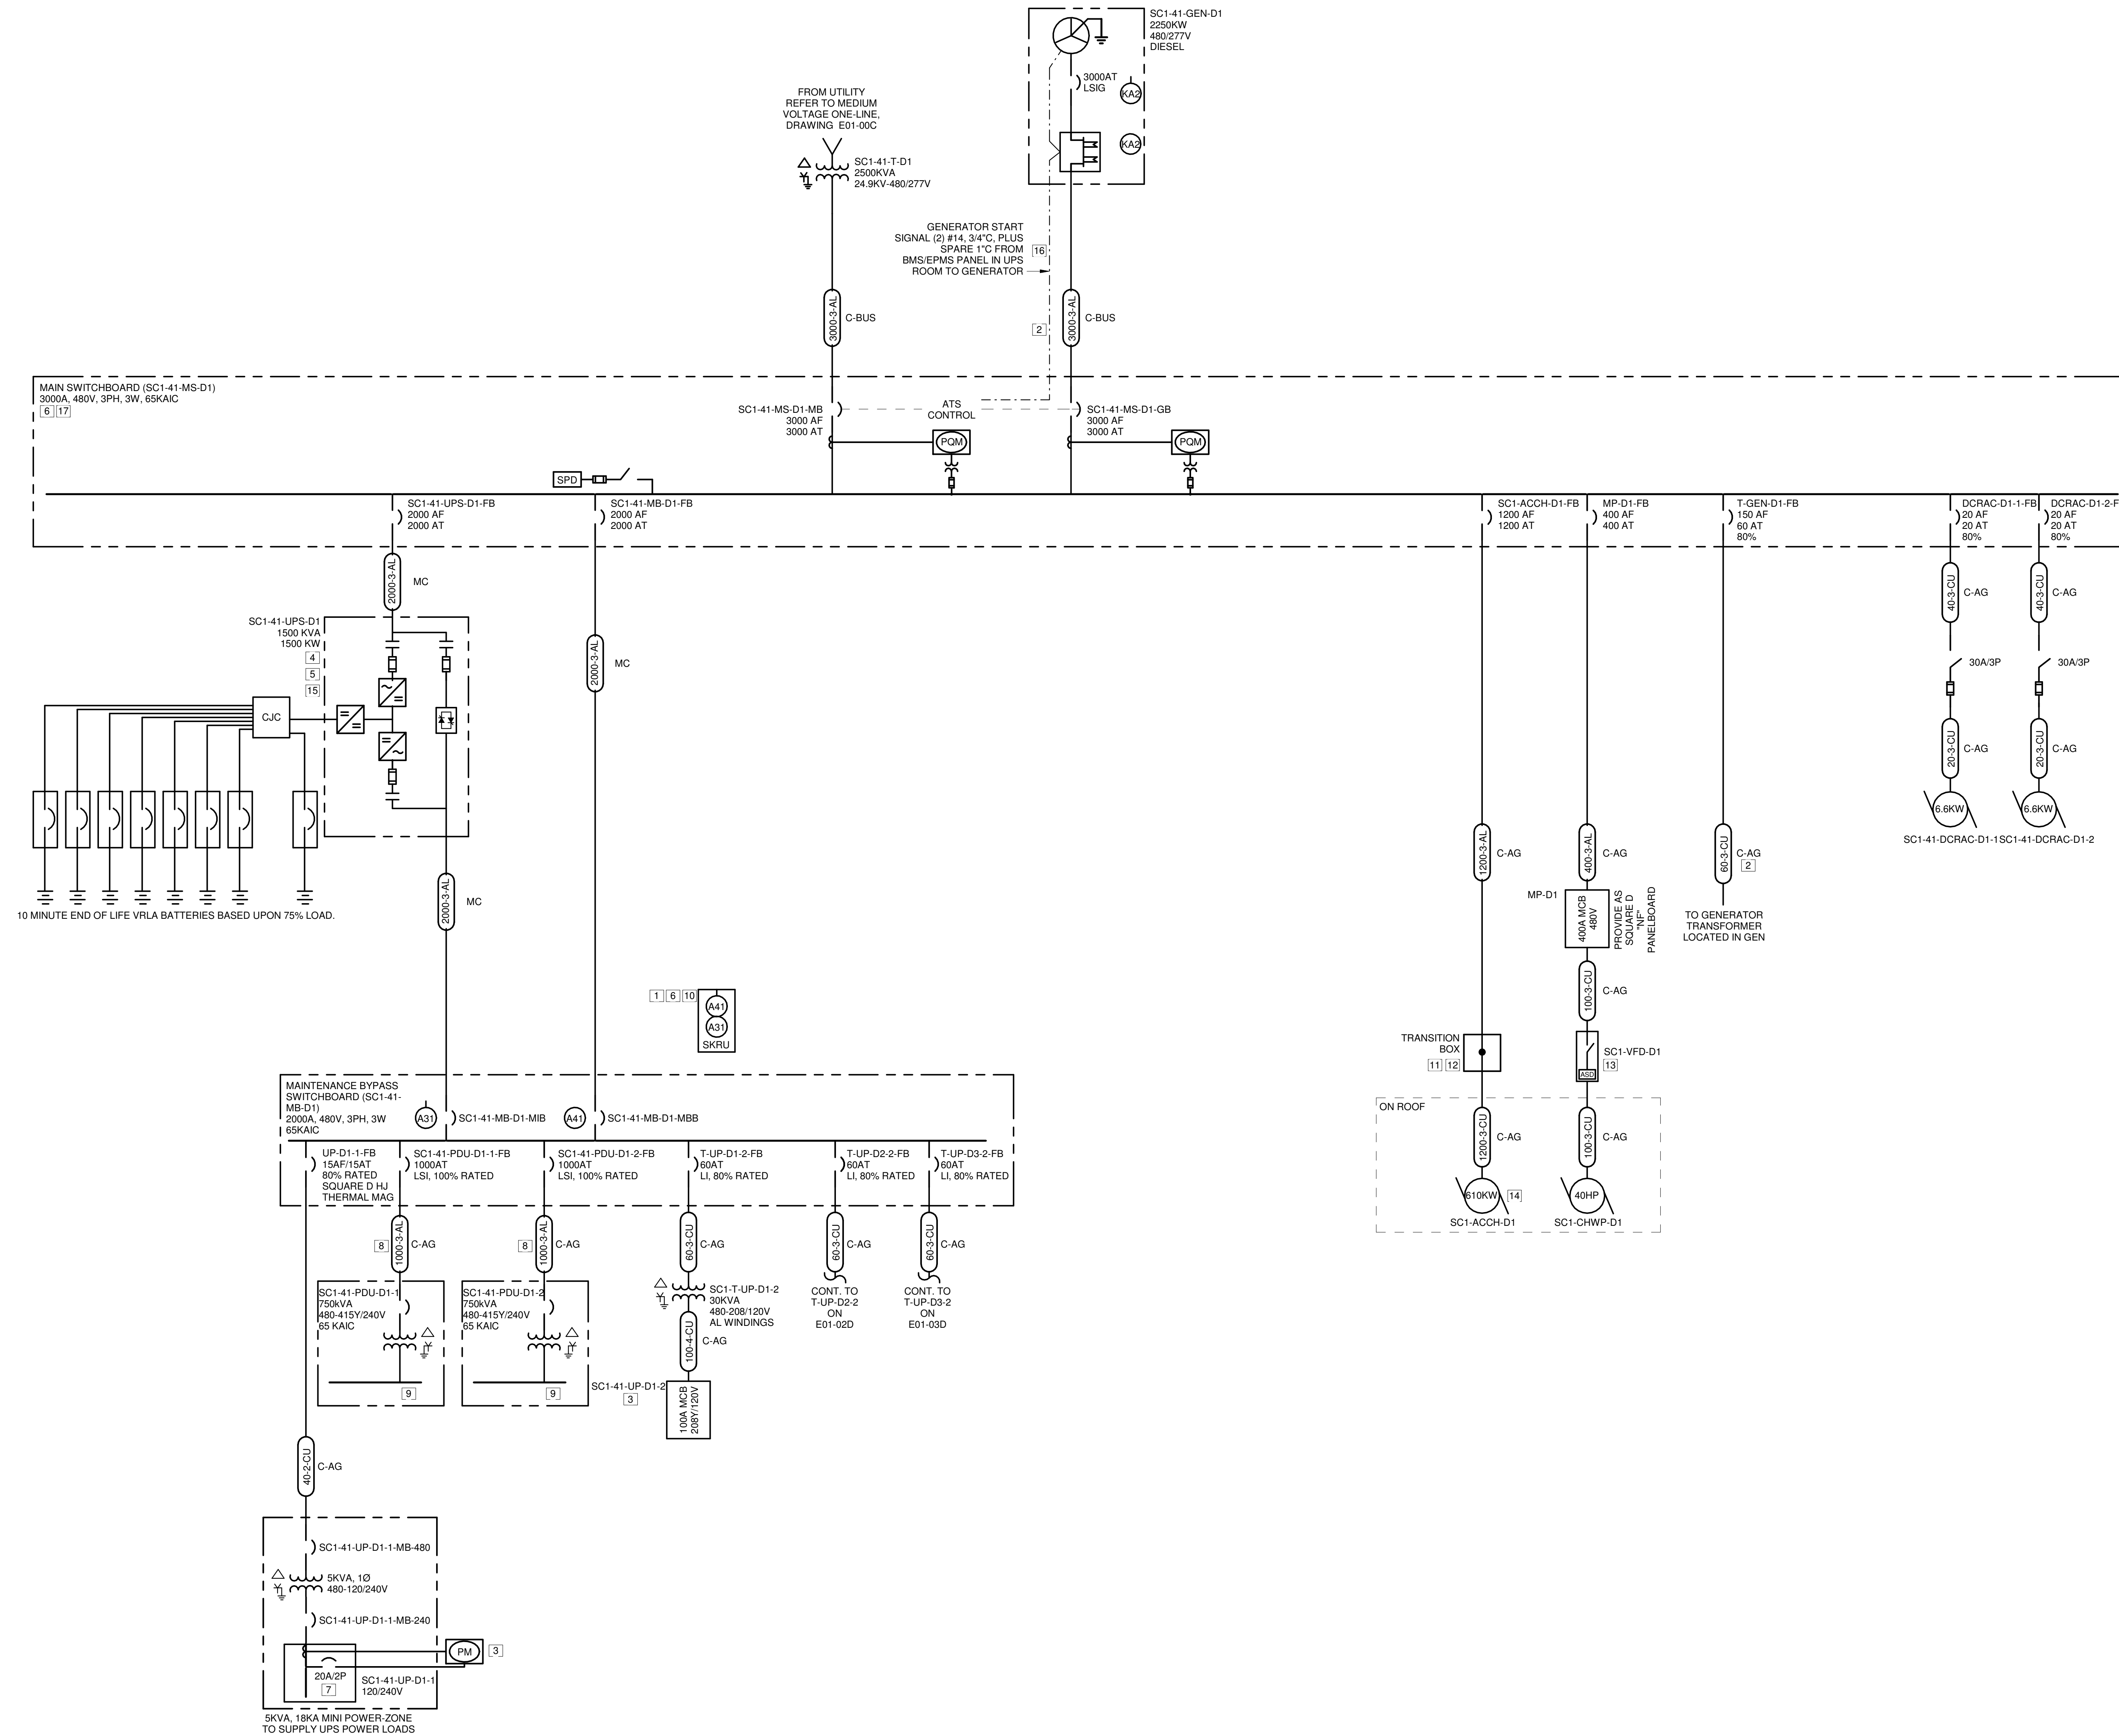 SC1-41-GEN-D1
2250KW
480/277V
DIESEL
3000AT
LSIG
KA2
KA2
FROM UTILITY
REFER TO MEDIUM
VOLTAGE ONE-LINE,
DRAWING E01-00C
SC1-41-T-D1
2500KVA
24.9KV-480/277V
GENERATOR START
SIGNAL (2) #14, 3/4"C, PLUS
SPARE 1"C FROM
BMS/EPMS PANEL IN UPS
ROOM TO GENERATOR
16
2
3000-3-AL
C-BUS
3000-3-AL
C-BUS
MAIN SWITCHBOARD (SC1-41-MS-D1)
3000A, 480V, 3PH, 3W, 65KAIC
6 17
SC1-41-MS-D1-MB
3000 AF
3000 AT
ATS
CONTROL
SC1-41-MS-D1-GB
3000 AF
3000 AT
PQM
PQM
SPD
SC1-41-UPS-D1-FB
2000 AF
2000 AT
SC1-41-MB-D1-FB
2000 AF
2000 AT
SC1-ACCH-D1-FB
1200 AF
1200 AT
MP-D1-FB
400 AF
400 AT
T-GEN-D1-FB
150 AF
60 AT
80%
DCRAC-D1-1-FB
20 AF
20 AT
80%
DCRAC-D1-2-F
20 AF
20 AT
80%
2000-3-AL
MC
2000-3-AL
MC
40-3-CU
C-AG
40-3-CU
C-AG
30A/3P
30A/3P
20-3-CU
C-AG
20-3-CU
C-AG
6.6KW
6.6KW
SC1-41-DCRAC-D1-1
SC1-41-DCRAC-D1-2
SC1-41-UPS-D1
1500 KVA
1500 KW
4
5
15
CJC
10 MINUTE END OF LIFE VRLA BATTERIES BASED UPON 75% LOAD.
2000-3-AL
MC
1200-3-AL
C-AG
400-3-AL
C-AG
60-3-CU
C-AG
2
TO GENERATOR
TRANSFORMER
LOCATED IN GEN
MP-D1
400A MCB
480V
PROVIDE AS
SQUARE D
"NF"
PANELBOARD
100-3-CU
C-AG
1 6 10
A41
A31
SKRU
TRANSITION
BOX
11 12
SC1-VFD-D1
13
ASD
ON ROOF
1200-3-CU
C-AG
100-3-CU
C-AG
610KW
14
40HP
SC1-ACCH-D1
SC1-CHWP-D1
MAINTENANCE BYPASS
SWITCHBOARD (SC1-41-
MB-D1)
2000A, 480V, 3PH, 3W
65KAIC
A31
SC1-41-MB-D1-MIB
A41
SC1-41-MB-D1-MBB
UP-D1-1-FB
15AF/15AT
80% RATED
SQUARE D HJ
THERMAL MAG
SC1-41-PDU-D1-1-FB
1000AT
LSI, 100% RATED
SC1-41-PDU-D1-2-FB
1000AT
LSI, 100% RATED
T-UP-D1-2-FB
60AT
LI, 80% RATED
T-UP-D2-2-FB
60AT
LI, 80% RATED
T-UP-D3-2-FB
60AT
LI, 80% RATED
8
1000-3-AL
C-AG
8
1000-3-AL
C-AG
60-3-CU
C-AG
60-3-CU
C-AG
60-3-CU
C-AG
SC1-41-PDU-D1-1
750kVA
480-415Y/240V
65 KAIC
9
SC1-41-PDU-D1-2
750kVA
480-415Y/240V
65 KAIC
9
SC1-T-UP-D1-2
30KVA
480-208/120V
AL WINDINGS
CONT. TO
T-UP-D2-2
ON
E01-02D
CONT. TO
T-UP-D3-2
ON
E01-03D
100-4-CU
C-AG
SC1-41-UP-D1-2
3
100A MCB
208Y/120V
40-2-CU
C-AG
SC1-41-UP-D1-1-MB-480
5KVA, 1Ø
480-120/240V
SC1-41-UP-D1-1-MB-240
PM
3
20A/2P
7
SC1-41-UP-D1-1
120/240V
5KVA, 18KA MINI POWER-ZONE
TO SUPPLY UPS POWER LOADS